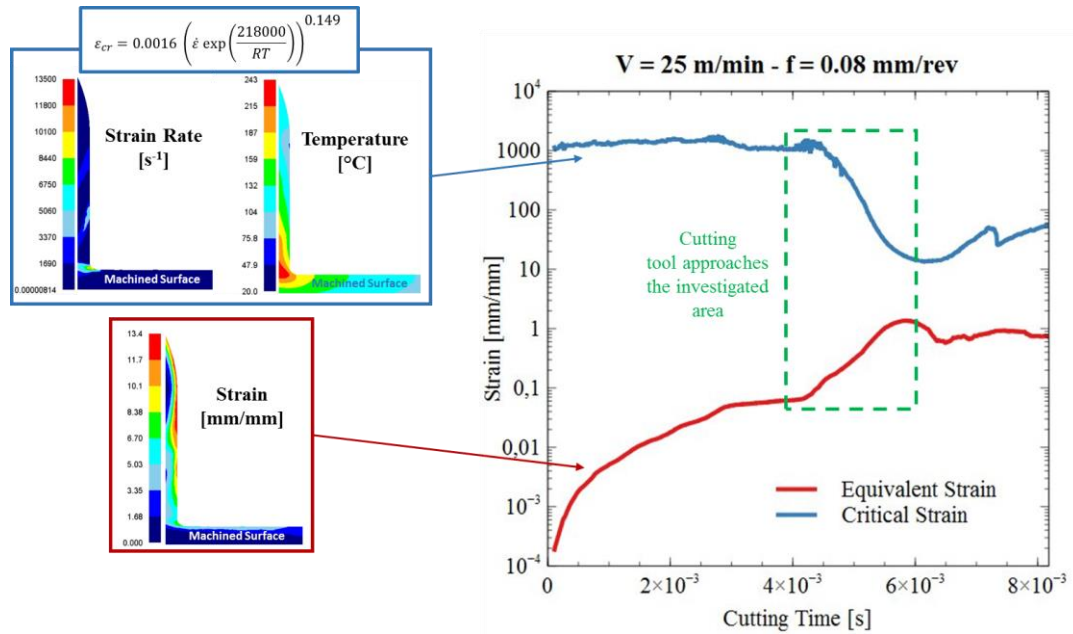 ε_cr = 0.0016 (ε̇ exp(218000/RT))^0.149
13500
11800
10100
8440
6750
5060
3370
1690
0.00000814
Strain Rate
[s⁻¹]
Machined Surface
243
215
187
159
132
104
75.8
47.9
20.0
Temperature
[°C]
Machined Surface
13.4
11.7
10.1
8.38
6.70
5.03
3.35
1.68
0.000
Strain
[mm/mm]
Machined Surface
V = 25 m/min - f = 0.08 mm/rev
Strain [mm/mm]
10⁴
1000
100
10
1
0,1
0,01
10⁻³
10⁻⁴
Cutting
tool approaches
the investigated
area
Equivalent Strain
Critical Strain
0
2×10⁻³
4×10⁻³
6×10⁻³
8×10⁻³
Cutting Time [s]